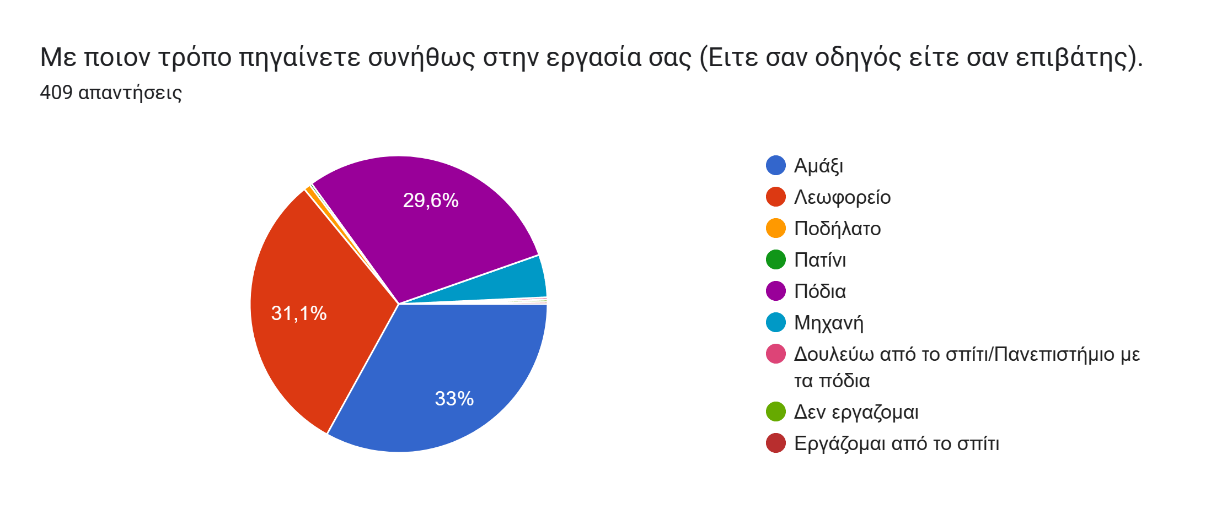 Με ποιον τρόπο πηγαίνετε συνήθως στην εργασία σας (Ειτε σαν οδηγός είτε σαν επιβάτης).
409 απαντήσεις
29,6%
31,1%
33%
Αμάξι
Λεωφορείο
Ποδήλατο
Πατίνι
Πόδια
Μηχανή
Δουλεύω από το σπίτι/Πανεπιστήμιο με
τα πόδια
Δεν εργαζομαι
Εργάζομαι από το σπίτι